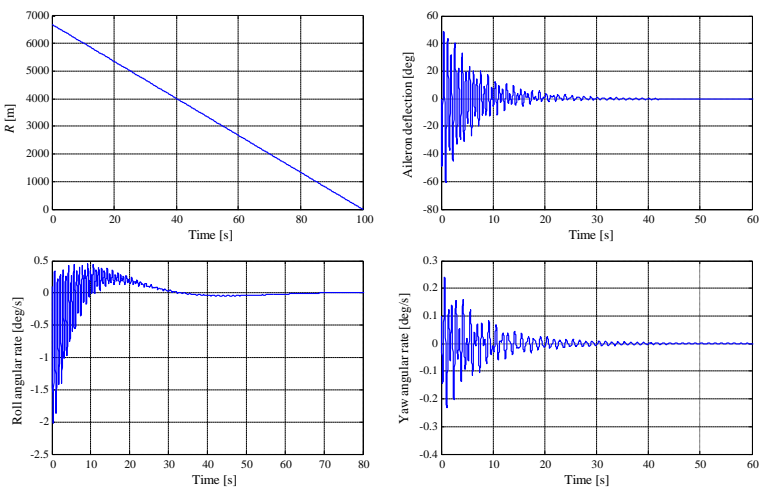 7000
6000
5000
4000
3000
2000
1000
0
R [m]
0 20 40 60 80 100
Time [s]
60
40
20
0
-20
-40
-60
-80
Aileron deflection [deg]
0 10 20 30 40 50 60
Time [s]
0.5
0
-0.5
-1
-1.5
-2
-2.5
Roll angular rate [deg/s]
0 10 20 30 40 50 60 70 80
Time [s]
0.3
0.2
0.1
0
-0.1
-0.2
-0.3
-0.4
Yaw angular rate [deg/s]
0 10 20 30 40 50 60
Time [s]